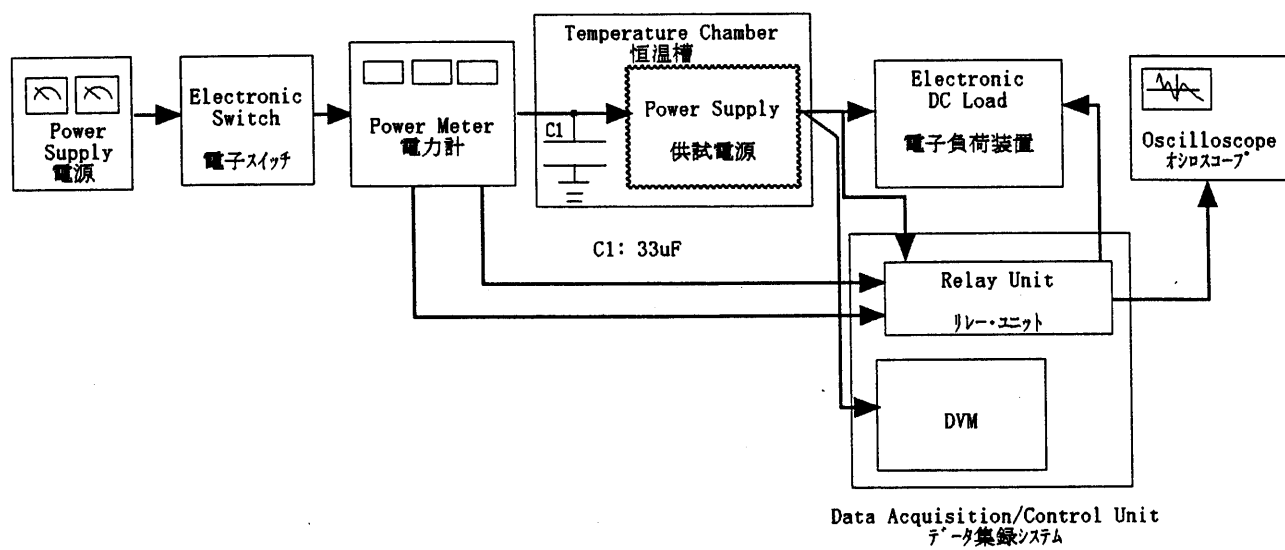 Power
Supply
電源
Electronic
Switch
電子スイッチ
Power Meter
電力計
Temperature Chamber
恒温槽
C1
Power Supply
供試電源
Electronic
DC Load
電子負荷装置
Oscilloscope
オシロスコープ
C1: 33uF
Relay Unit
リレー・ユニット
DVM
Data Acquisition/Control Unit
データ集録システム